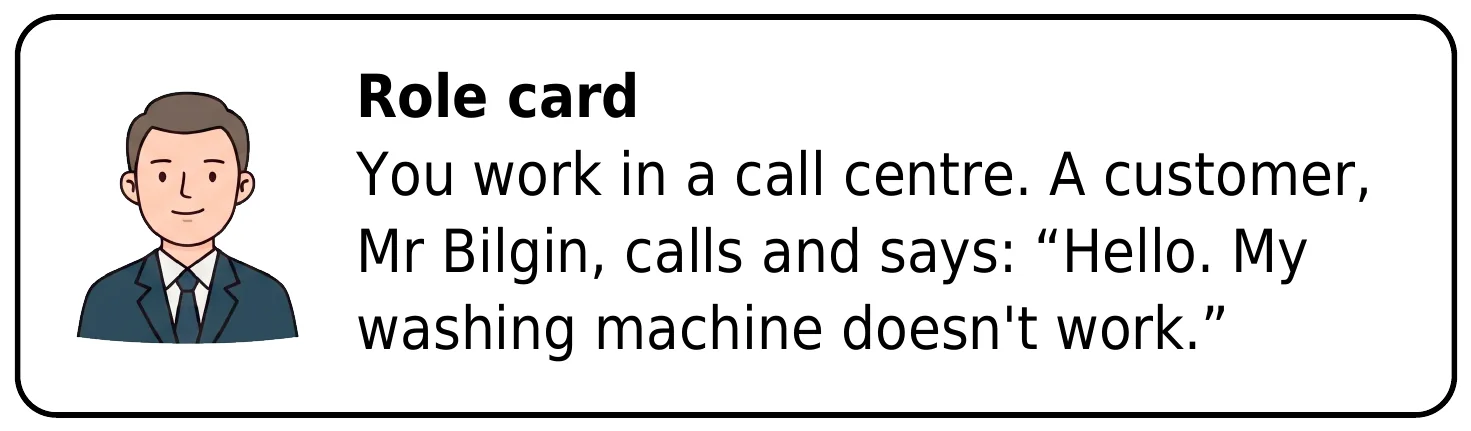 Role card
You work in a call centre. A customer,
Mr Bilgin, calls and says: “Hello. My
washing machine doesn't work.”